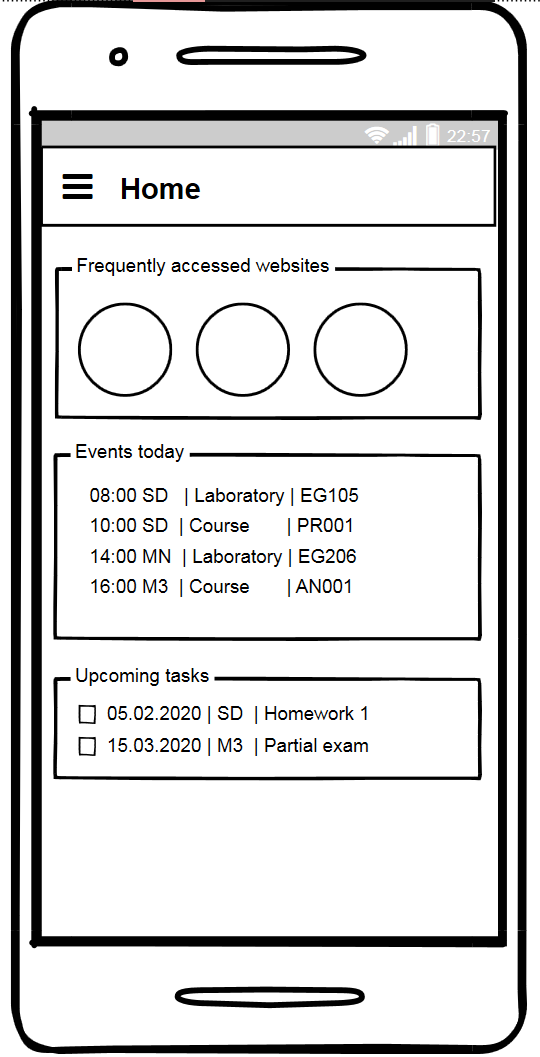 22:57
Home
Frequently accessed websites
Events today
08:00 SD | Laboratory | EG105
10:00 SD | Course | PR001
14:00 MN | Laboratory | EG206
16:00 M3 | Course | AN001
Upcoming tasks
05.02.2020 | SD | Homework 1
15.03.2020 | M3 | Partial exam